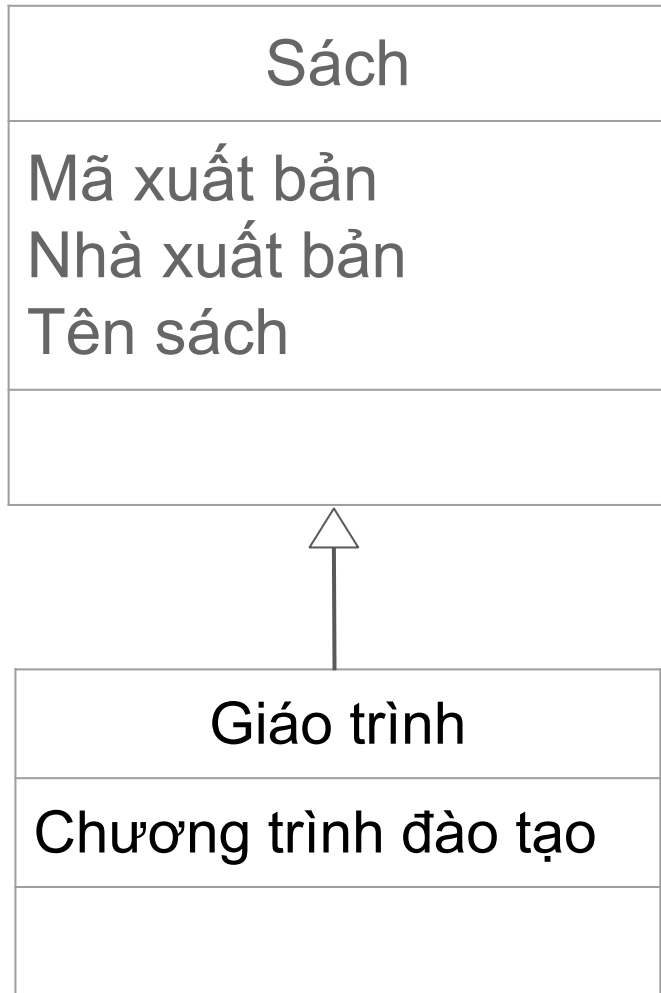 Sách
Mã xuất bản
Nhà xuất bản
Tên sách
Giáo trình
Chương trình đào tạo